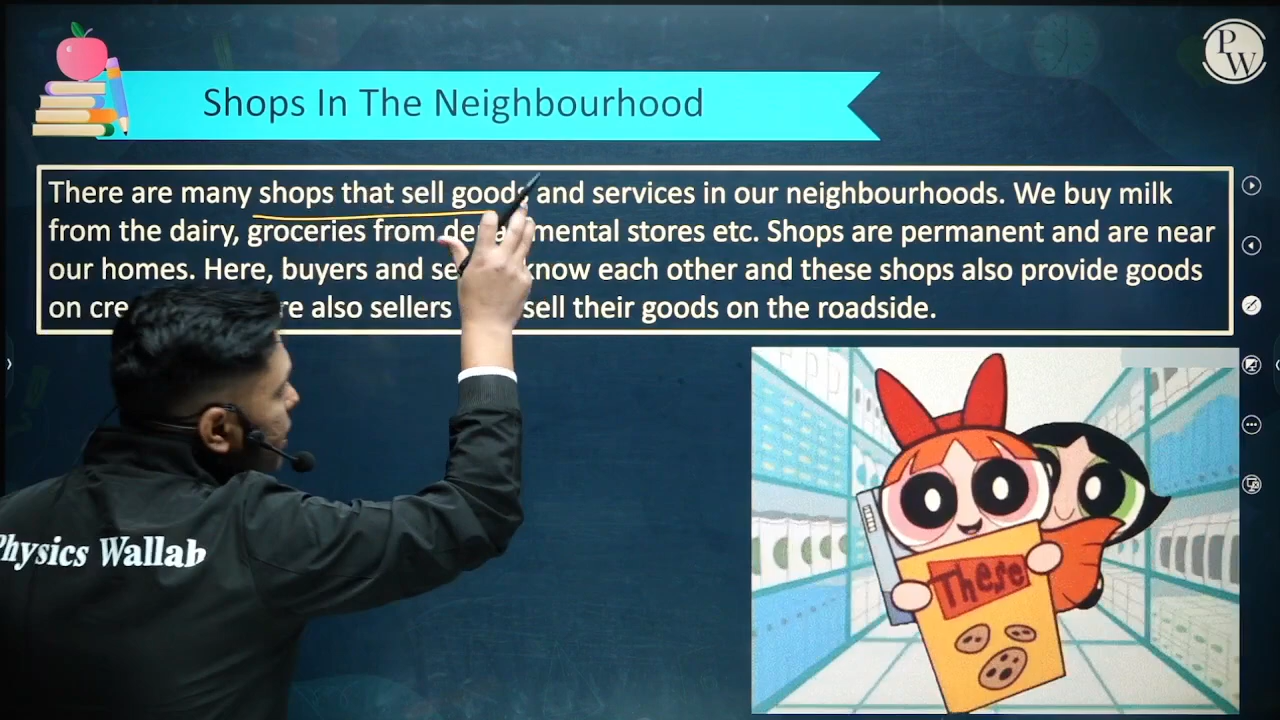 P
W
Shops In The Neighbourhood
There are many shops that sell goods and services in our neighbourhoods. We buy milk
from the dairy, groceries from mental stores etc. Shops are permanent and are near
our homes. Here, buyers and know each other and these shops also provide goods
on also sellers sell their goods on the roadside.
These
Physics Wallah